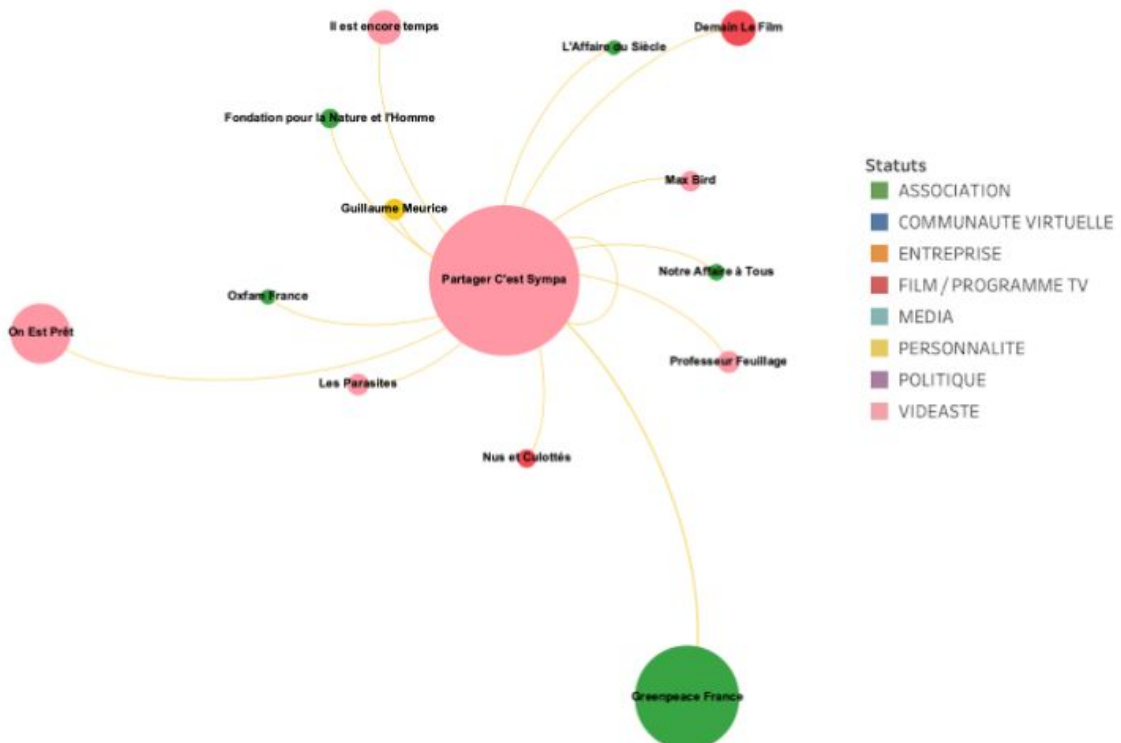 Il est encore temps
Demain Le Film
L'Affaire du Siècle
Fondation pour la Nature et l'Homme
Max Bird
Guillaume Meurice
Notre Affaire à Tous
Partager C'est Sympa
Oxfam France
On Est Prêt
Professeur Feuillage
Les Parasites
Nus et Culottés
Greenpeace France
Statuts
ASSOCIATION
COMMUNAUTE VIRTUELLE
ENTREPRISE
FILM / PROGRAMME TV
MEDIA
PERSONNALITE
POLITIQUE
VIDEASTE